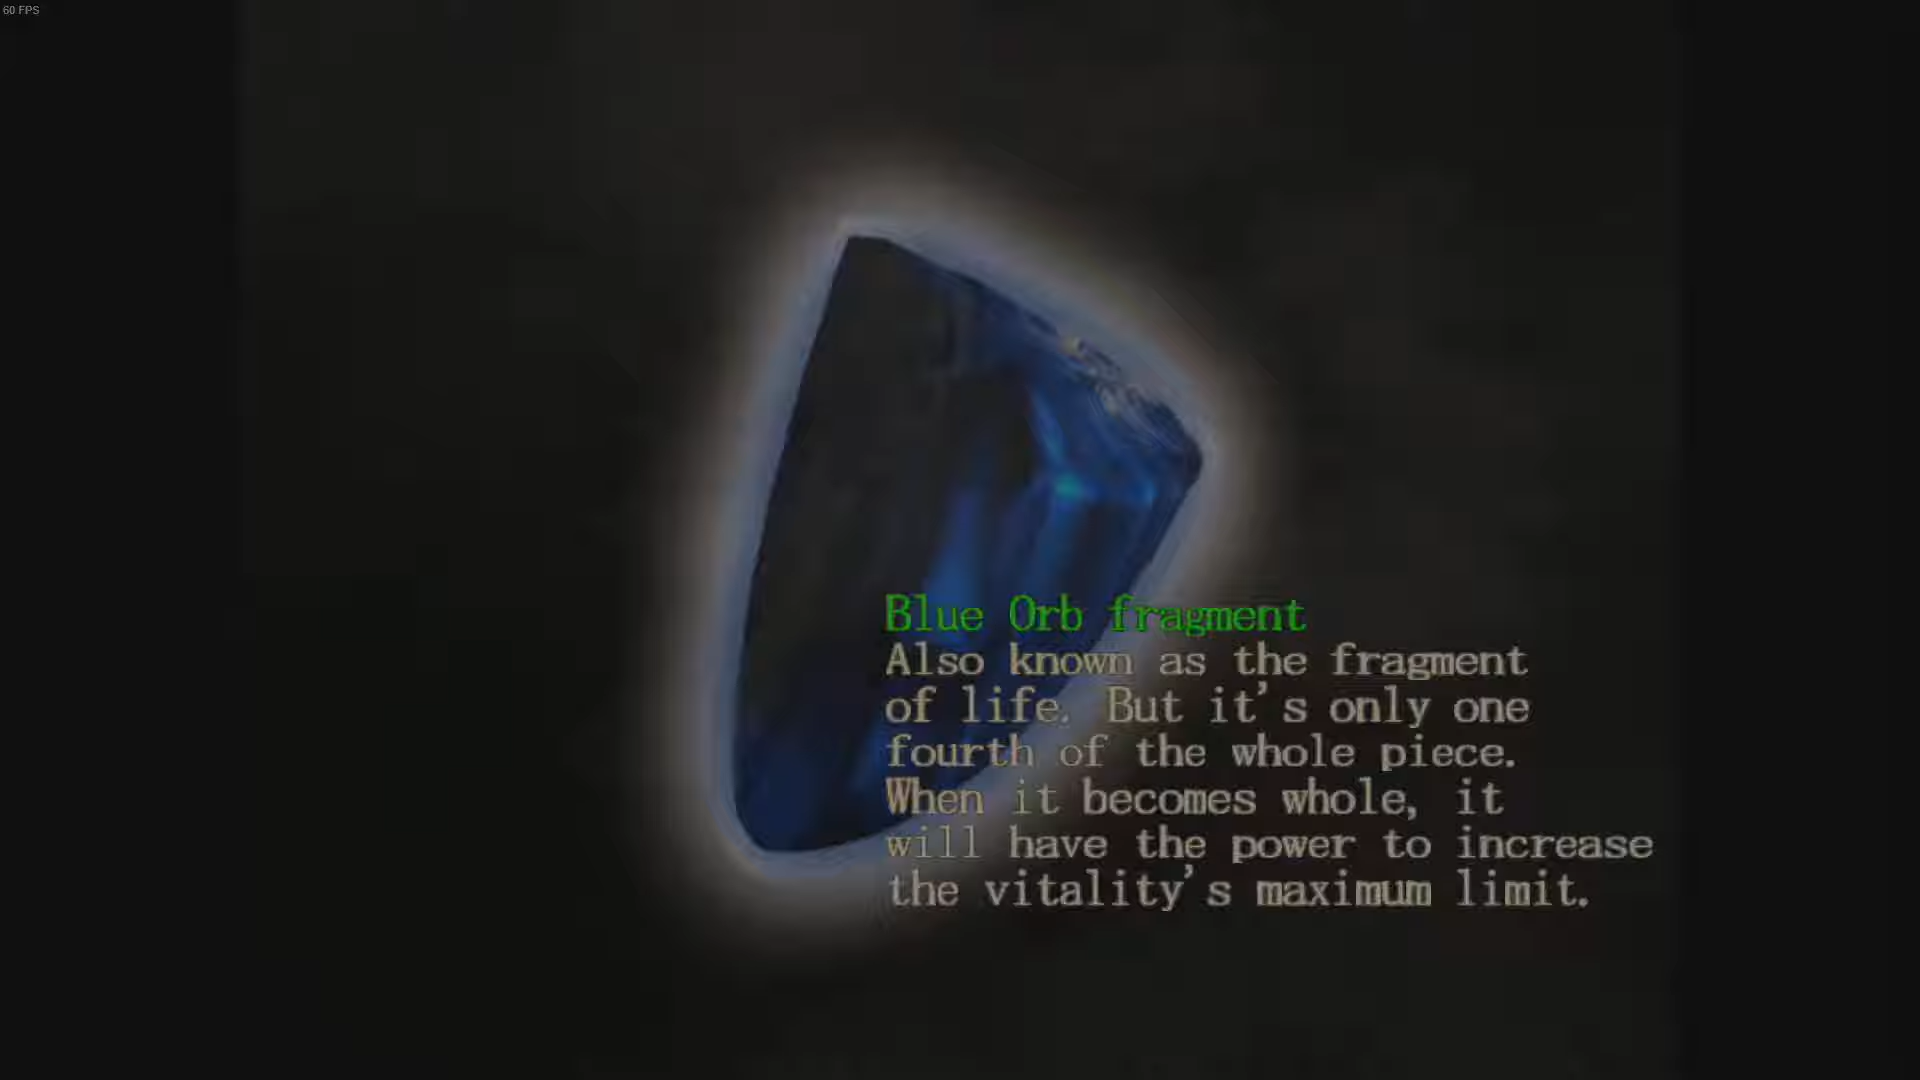 60 FPS
Blue Orb fragment
Also known as the fragment
of life. But it's only one
fourth of the whole piece.
When it becomes whole, it
will have the power to increase
the vitality's maximum limit.